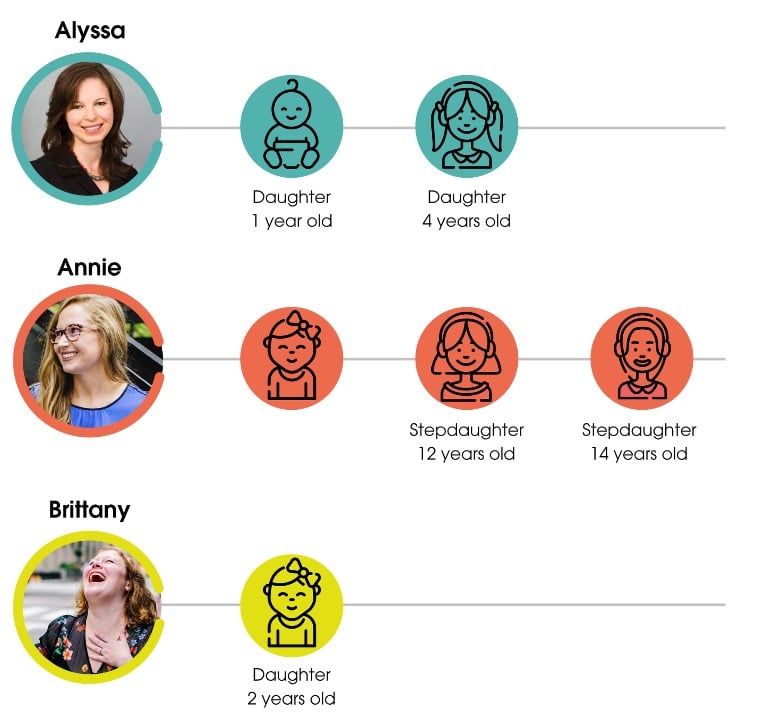 Alyssa
Daughter
1 year old
Daughter
4 years old
Annie
Stepdaughter
12 years old
Stepdaughter
14 years old
Brittany
Daughter
2 years old